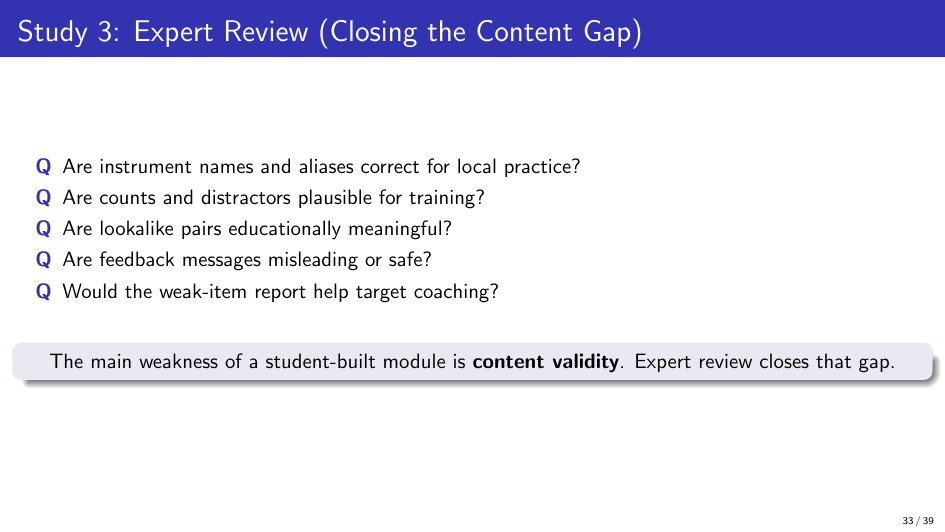 Study 3: Expert Review (Closing the Content Gap)
Q Are instrument names and aliases correct for local practice?
Q Are counts and distractors plausible for training?
Q Are lookalike pairs educationally meaningful?
Q Are feedback messages misleading or safe?
Q Would the weak-item report help target coaching?
The main weakness of a student-built module is content validity. Expert review closes that gap.
33 / 39